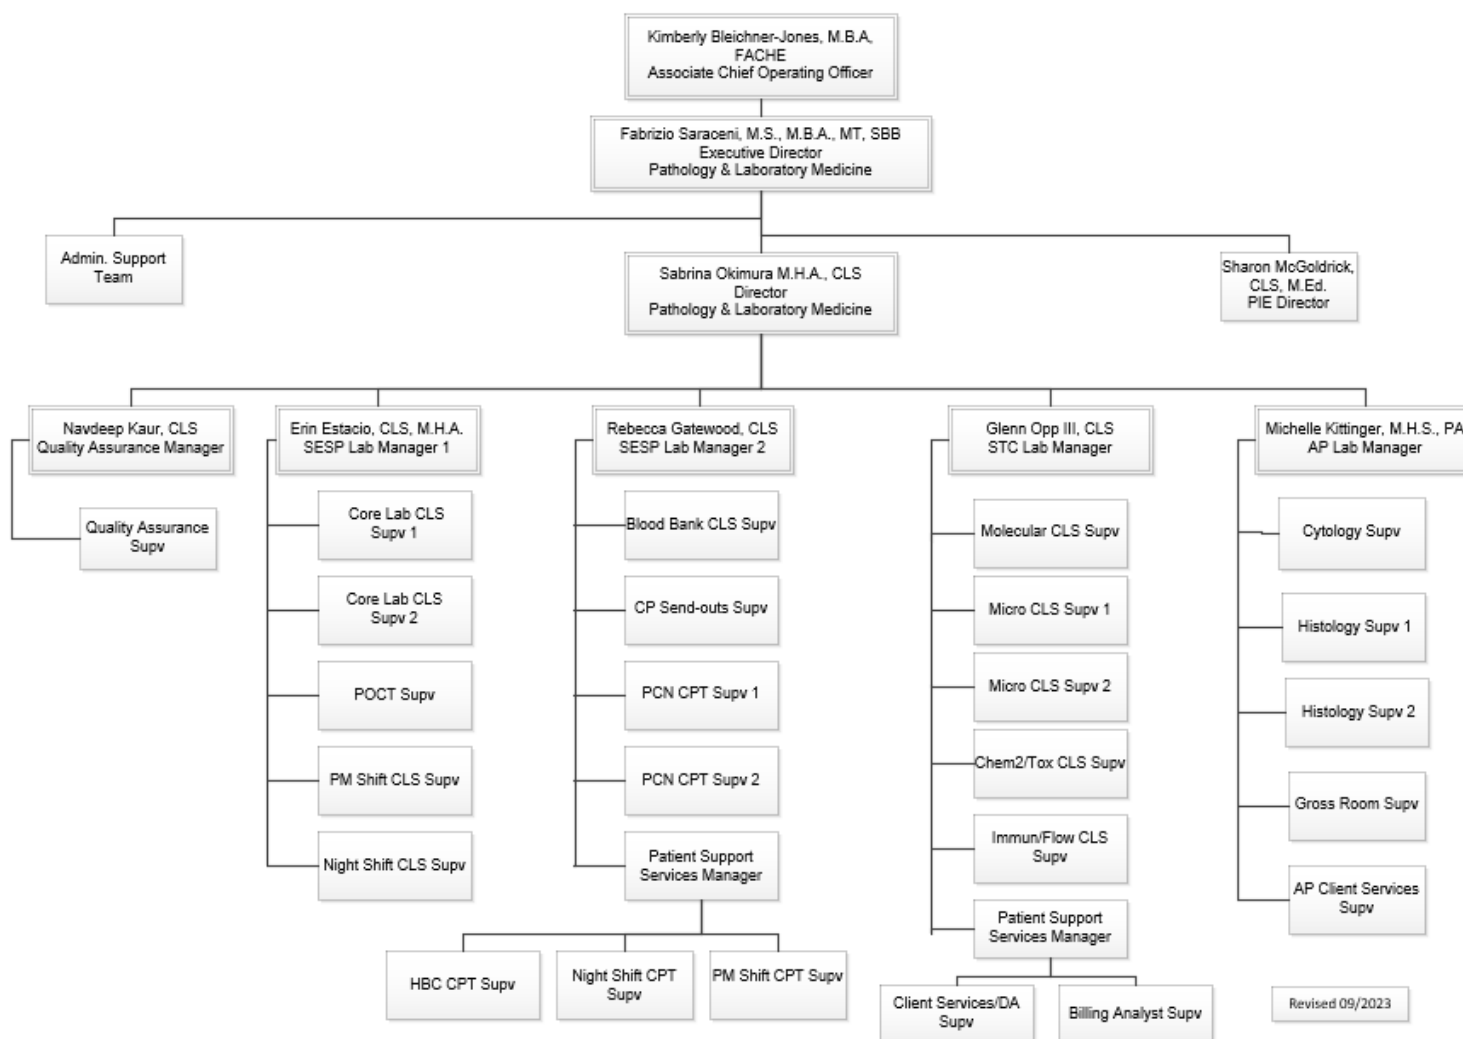 Kimberly Bleichner-Jones, M.B.A,
FACHE
Associate Chief Operating Officer
Fabrizio Saraceni, M.S., M.B.A., MT, SBB
Executive Director
Pathology & Laboratory Medicine
Admin. Support
Team
Sabrina Okimura M.H.A., CLS
Director
Pathology & Laboratory Medicine
Sharon McGoldrick,
CLS, M.Ed.
PIE Director
Navdeep Kaur, CLS
Quality Assurance Manager
Quality Assurance
Supv
Erin Estacio, CLS, M.H.A.
SESP Lab Manager 1
Core Lab CLS
Supv 1
Core Lab CLS
Supv 2
POCT Supv
PM Shift CLS Supv
Night Shift CLS Supv
Rebecca Gatewood, CLS
SESP Lab Manager 2
Blood Bank CLS Supv
CP Send-outs Supv
PCN CPT Supv 1
PCN CPT Supv 2
Patient Support
Services Manager
HBC CPT Supv
Night Shift CPT
Supv
PM Shift CPT Supv
Glenn Opp III, CLS
STC Lab Manager
Molecular CLS Supv
Micro CLS Supv 1
Micro CLS Supv 2
Chem2/Tox CLS Supv
Immun/Flow CLS
Supv
Patient Support
Services Manager
Client Services/DA
Supv
Billing Analyst Supv
Michelle Kittinger, M.H.S., PA
AP Lab Manager
Cytology Supv
Histology Supv 1
Histology Supv 2
Gross Room Supv
AP Client Services
Supv
Revised 09/2023